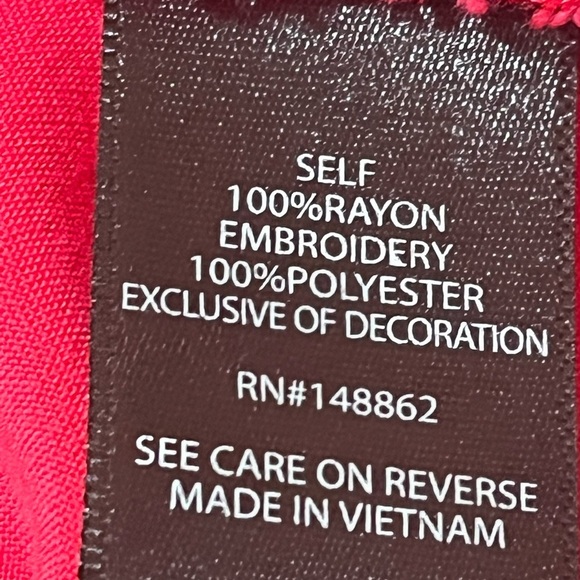 SELF
100%RAYON
EMBROIDERY
100%POLYESTER
EXCLUSIVE OF DECORATION
RN#148862
SEE CARE ON REVERSE
MADE IN VIETNAM